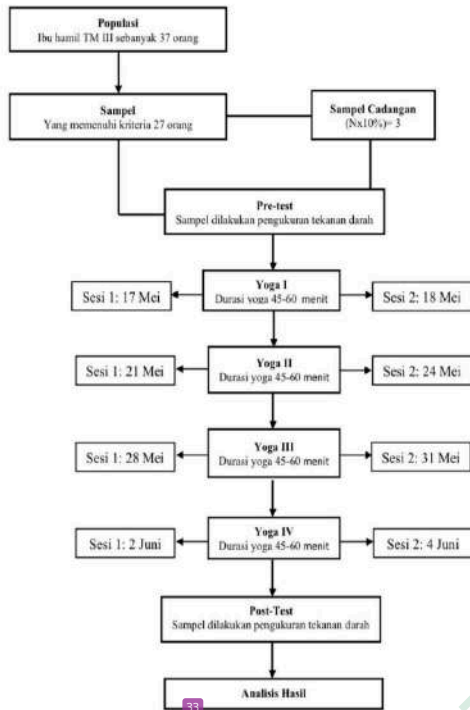 Populasi
Ibu hamil TM III sebanyak 37 orang
Sampel
Yang memenuhi kriteria 27 orang
Sampel Cadangan
(Nx10%)= 3
Pre-test
Sampel dilakukan pengukuran tekanan darah
Yoga I
Durasi yoga 45-60 menit
Sesi 1: 17 Mei
Sesi 2: 18 Mei
Yoga II
Durasi yoga 45-60 menit
Sesi 1: 21 Mei
Sesi 2: 24 Mei
Yoga III
Durasi yoga 45-60 menit
Sesi 1: 28 Mei
Sesi 2: 31 Mei
Yoga IV
Durasi yoga 45-60 menit
Sesi 1: 2 Juni
Sesi 2: 4 Juni
Post-Test
Sampel dilakukan pengukuran tekanan darah
Analisis Hasil
33